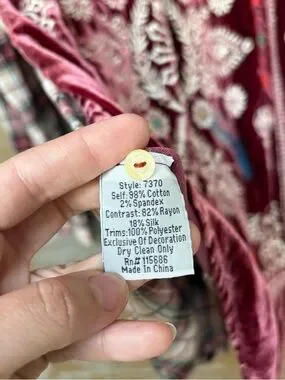 Style: 7370
Self: 98% Cotton
2% Spandex
Contrast: 82% Rayon
18% Silk
Trims:100% Polyester
Exclusive Of Decoration
Dry Clean Only
Rn# 115686
Made In China